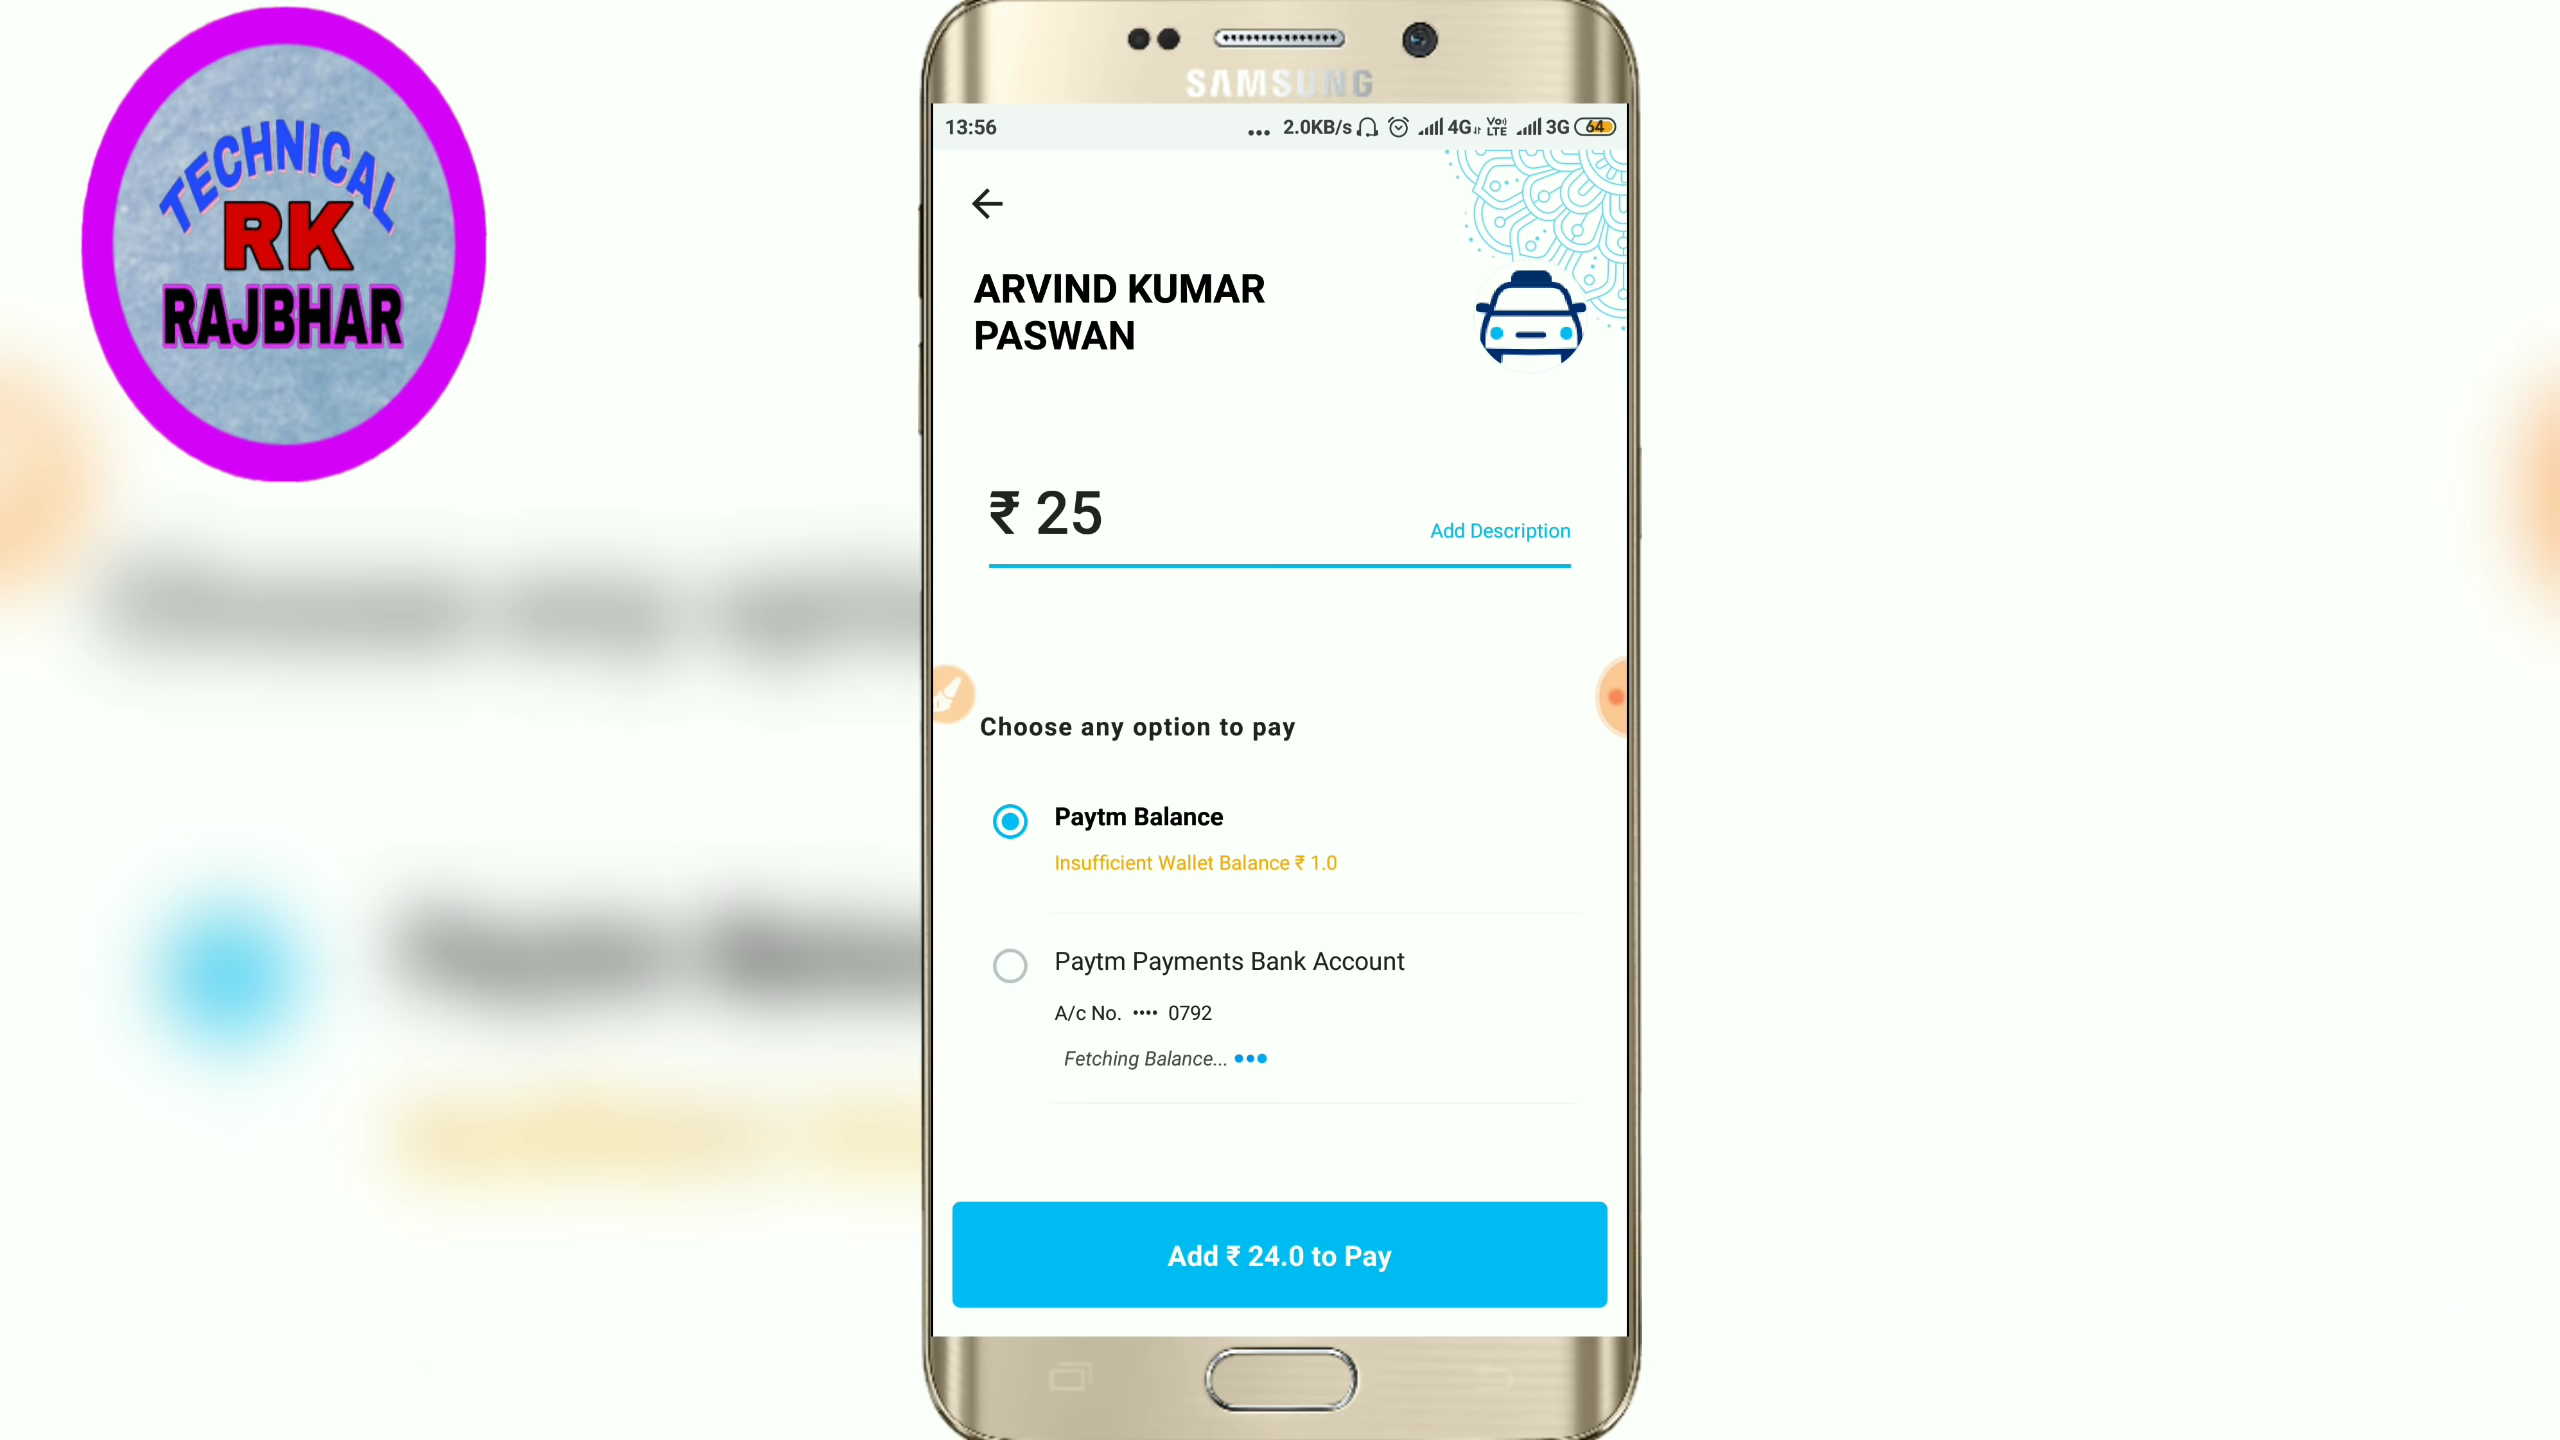 TECHNICAL
RK
RAJBHAR
SAMSUNG
13:56
... 2.0KB/s 4G Vo) LTE 3G 64
ARVIND KUMAR
PASWAN
₹ 25
Add Description
Choose any option to pay
Paytm Balance
Insufficient Wallet Balance ₹ 1.0
Paytm Payments Bank Account
A/c No. •••• 0792
Fetching Balance...
Add ₹ 24.0 to Pay